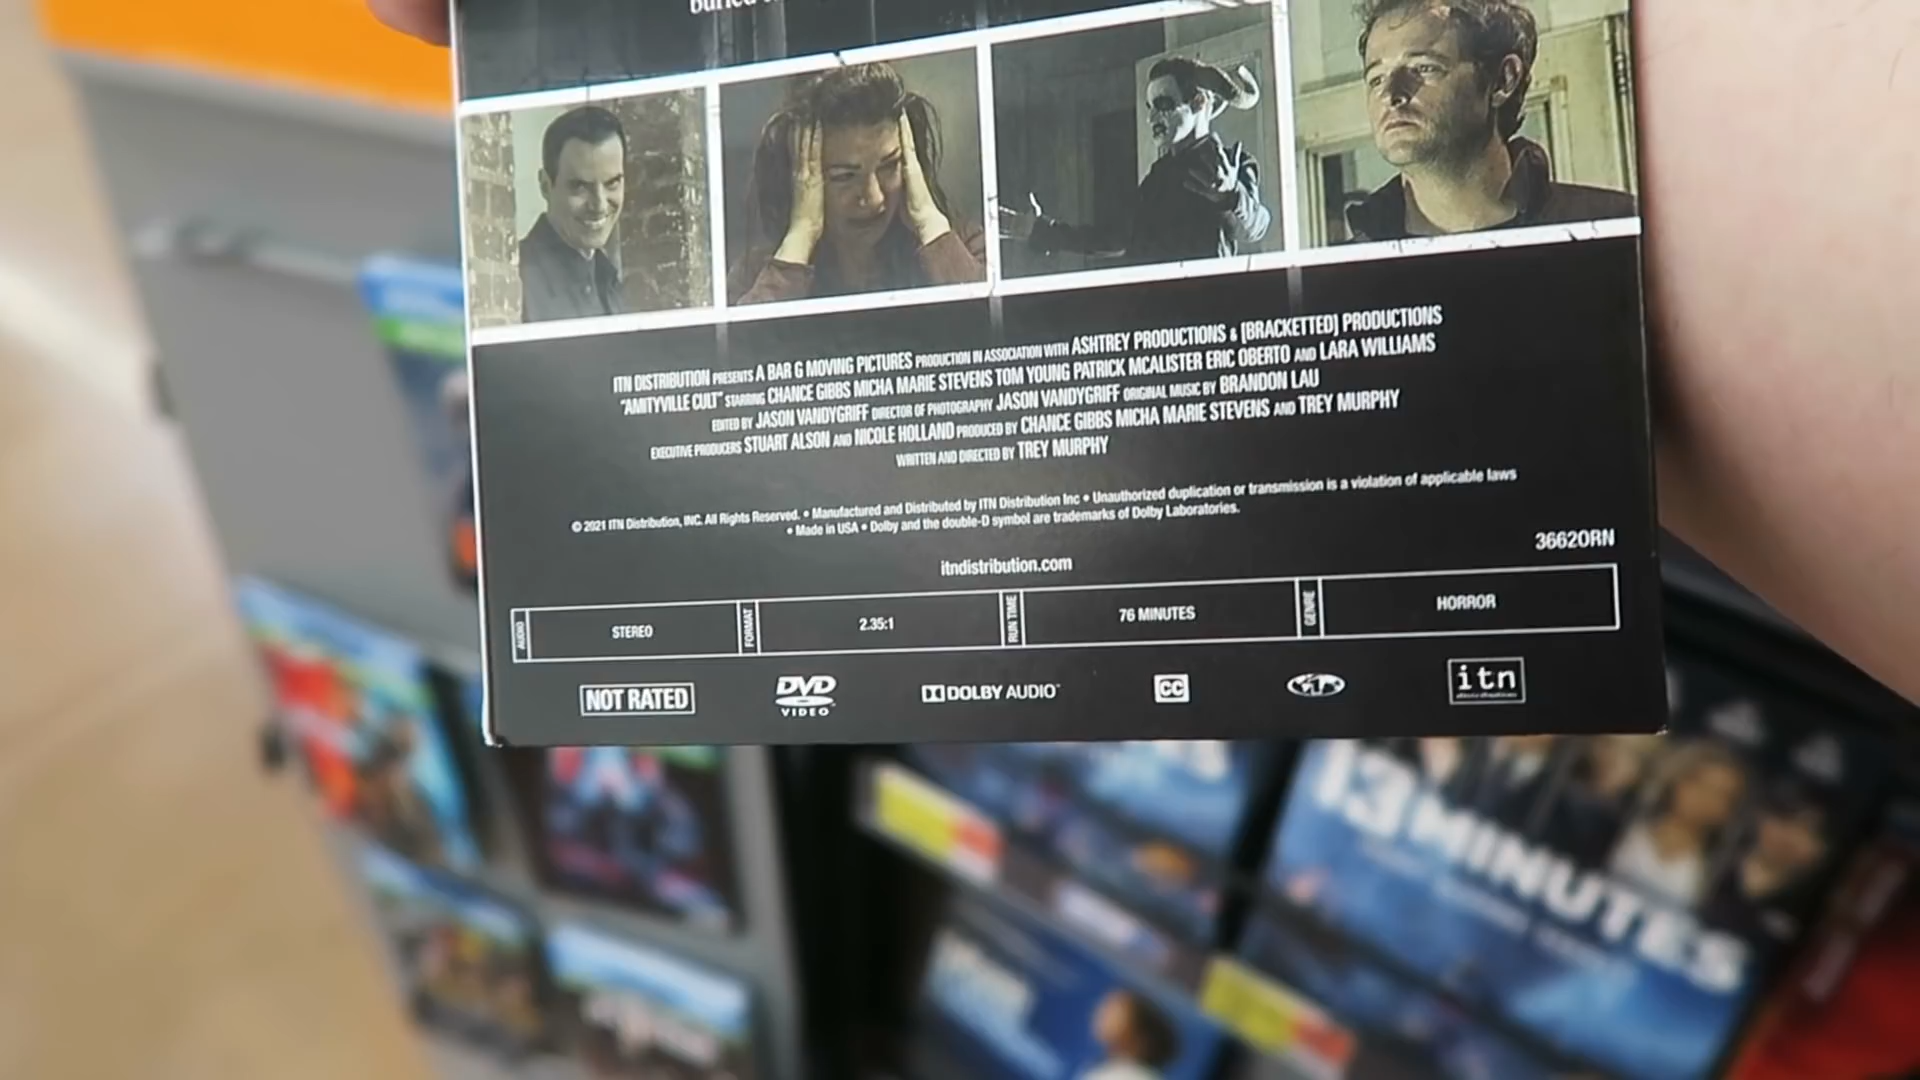 Buried
ITN DISTRIBUTION PRESENTS A BAR G MOVING PICTURES PRODUCTION IN ASSOCIATION WITH ASHTREY PRODUCTIONS & [BRACKETTED] PRODUCTIONS
"AMITYVILLE CULT" STARRING CHANCE GIBBS MICHA MARIE STEVENS TOM YOUNG PATRICK MCALISTER ERIC OBERTO AND LARA WILLIAMS
EDITED BY JASON VANDYGRIFF DIRECTOR OF PHOTOGRAPHY JASON VANDYGRIFF ORIGINAL MUSIC BY BRANDON LAU
EXECUTIVE PRODUCERS STUART ALSON AND NICOLE HOLLAND PRODUCED BY CHANCE GIBBS MICHA MARIE STEVENS AND TREY MURPHY
WRITTEN AND DIRECTED BY TREY MURPHY
© 2021 ITN Distribution, INC. All Rights Reserved. • Manufactured and Distributed by ITN Distribution Inc • Unauthorized duplication or transmission is a violation of applicable laws
• Made in USA • Dolby and the double-D symbol are trademarks of Dolby Laboratories.
36620RN
itndistribution.com
AUDIO STEREO FORMAT 2.35:1 RUN TIME 76 MINUTES GENRE HORROR
NOT RATED DVD VIDEO DOLBY AUDIO™ CC itn
13 MINUTES